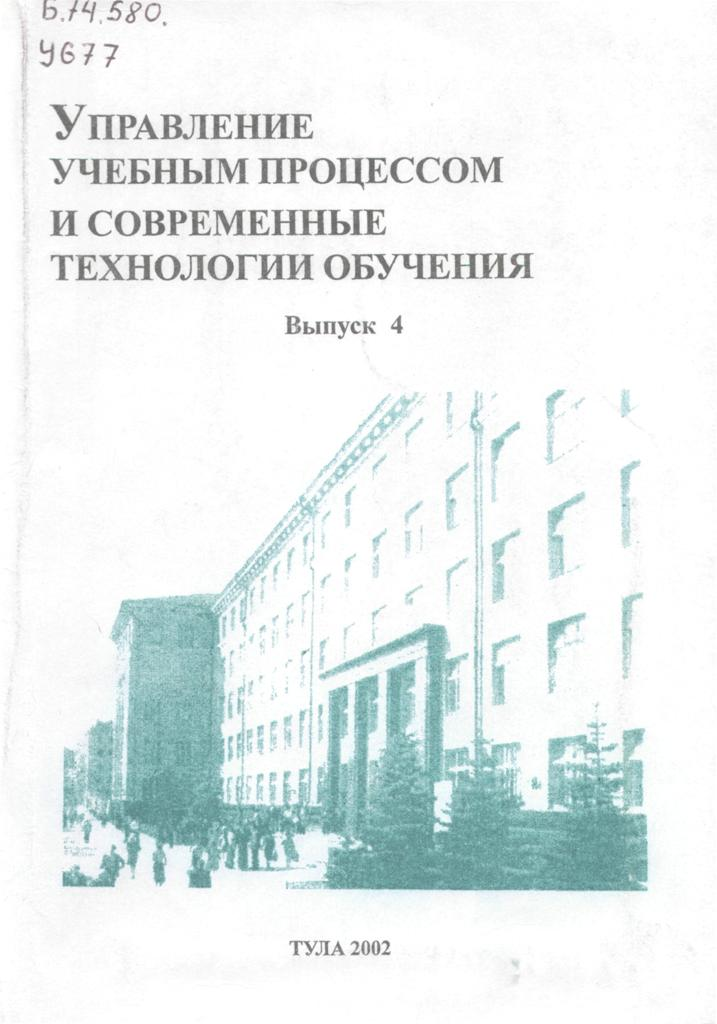 Б.74.580.
У677
УПРАВЛЕНИЕ
УЧЕБНЫМ ПРОЦЕССОМ
И СОВРЕМЕННЫЕ
ТЕХНОЛОГИИ ОБУЧЕНИЯ
Выпуск 4
ТУЛА 2002